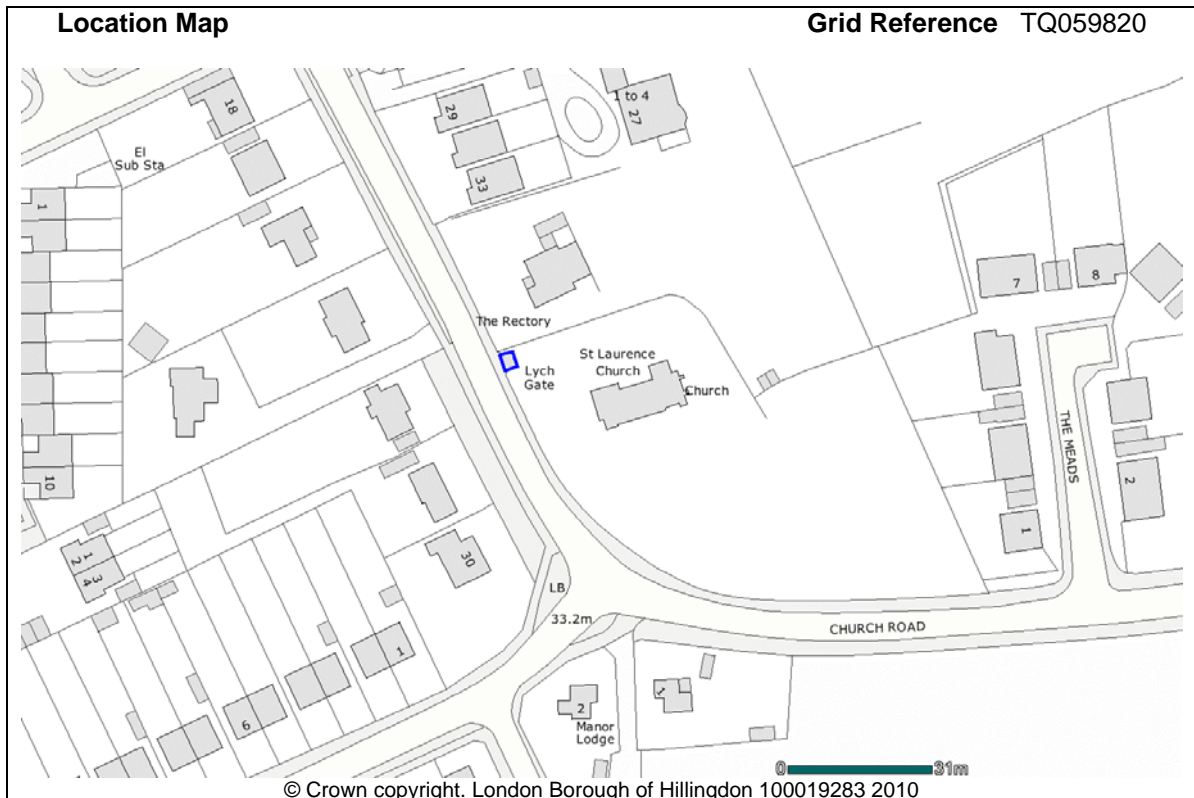 Location Map
Grid Reference TQ059820
18
El
Sub Sta
1
29
33
1 to 4
27
7
8
The Rectory
Lych
Gate
St Laurence
Church
Church
THE MEADS
2
1
10
1
2
3
4
30
LB
33.2m
CHURCH ROAD
1
6
2
Manor
Lodge
1
0 31m
© Crown copyright. London Borough of Hillingdon 100019283 2010